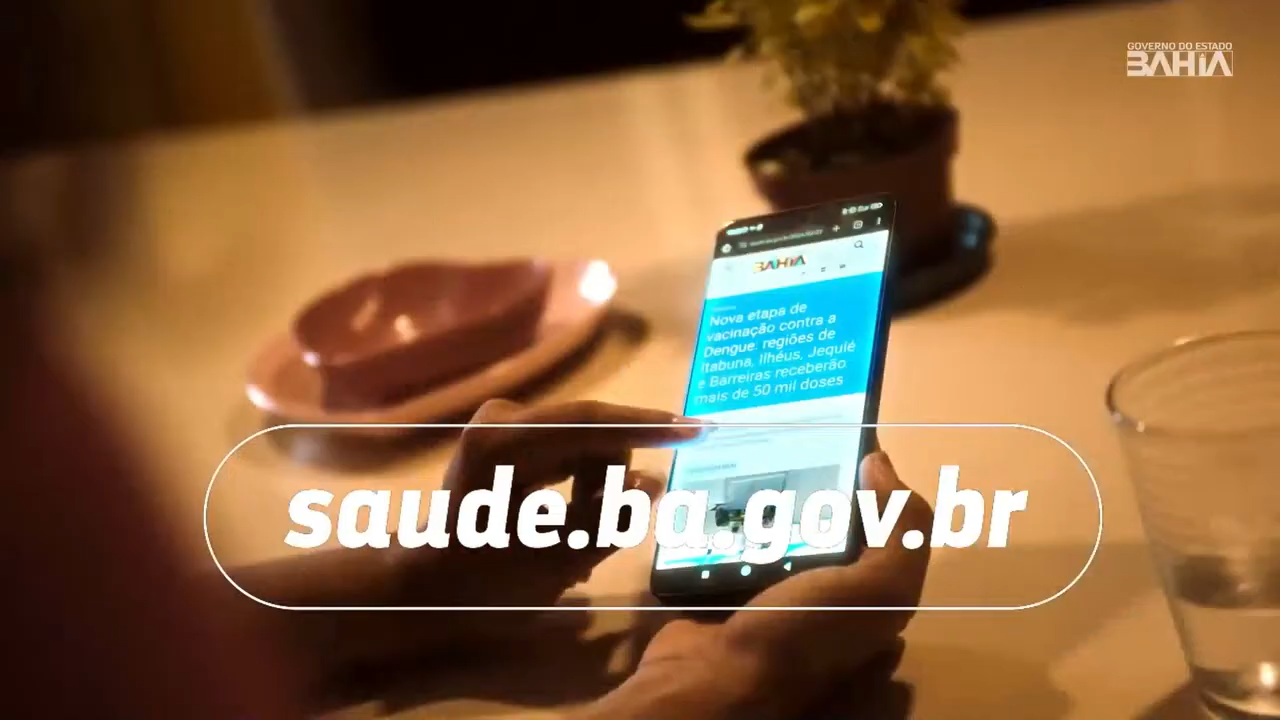 GOVERNO DO ESTADO
BAHIA
BAHIA
Nova etapa de
vacinação contra a
Dengue: regiões de
Itabuna, Ilhéus, Jequié
e Barreiras receberão
mais de 50 mil doses
saude.ba.gov.br